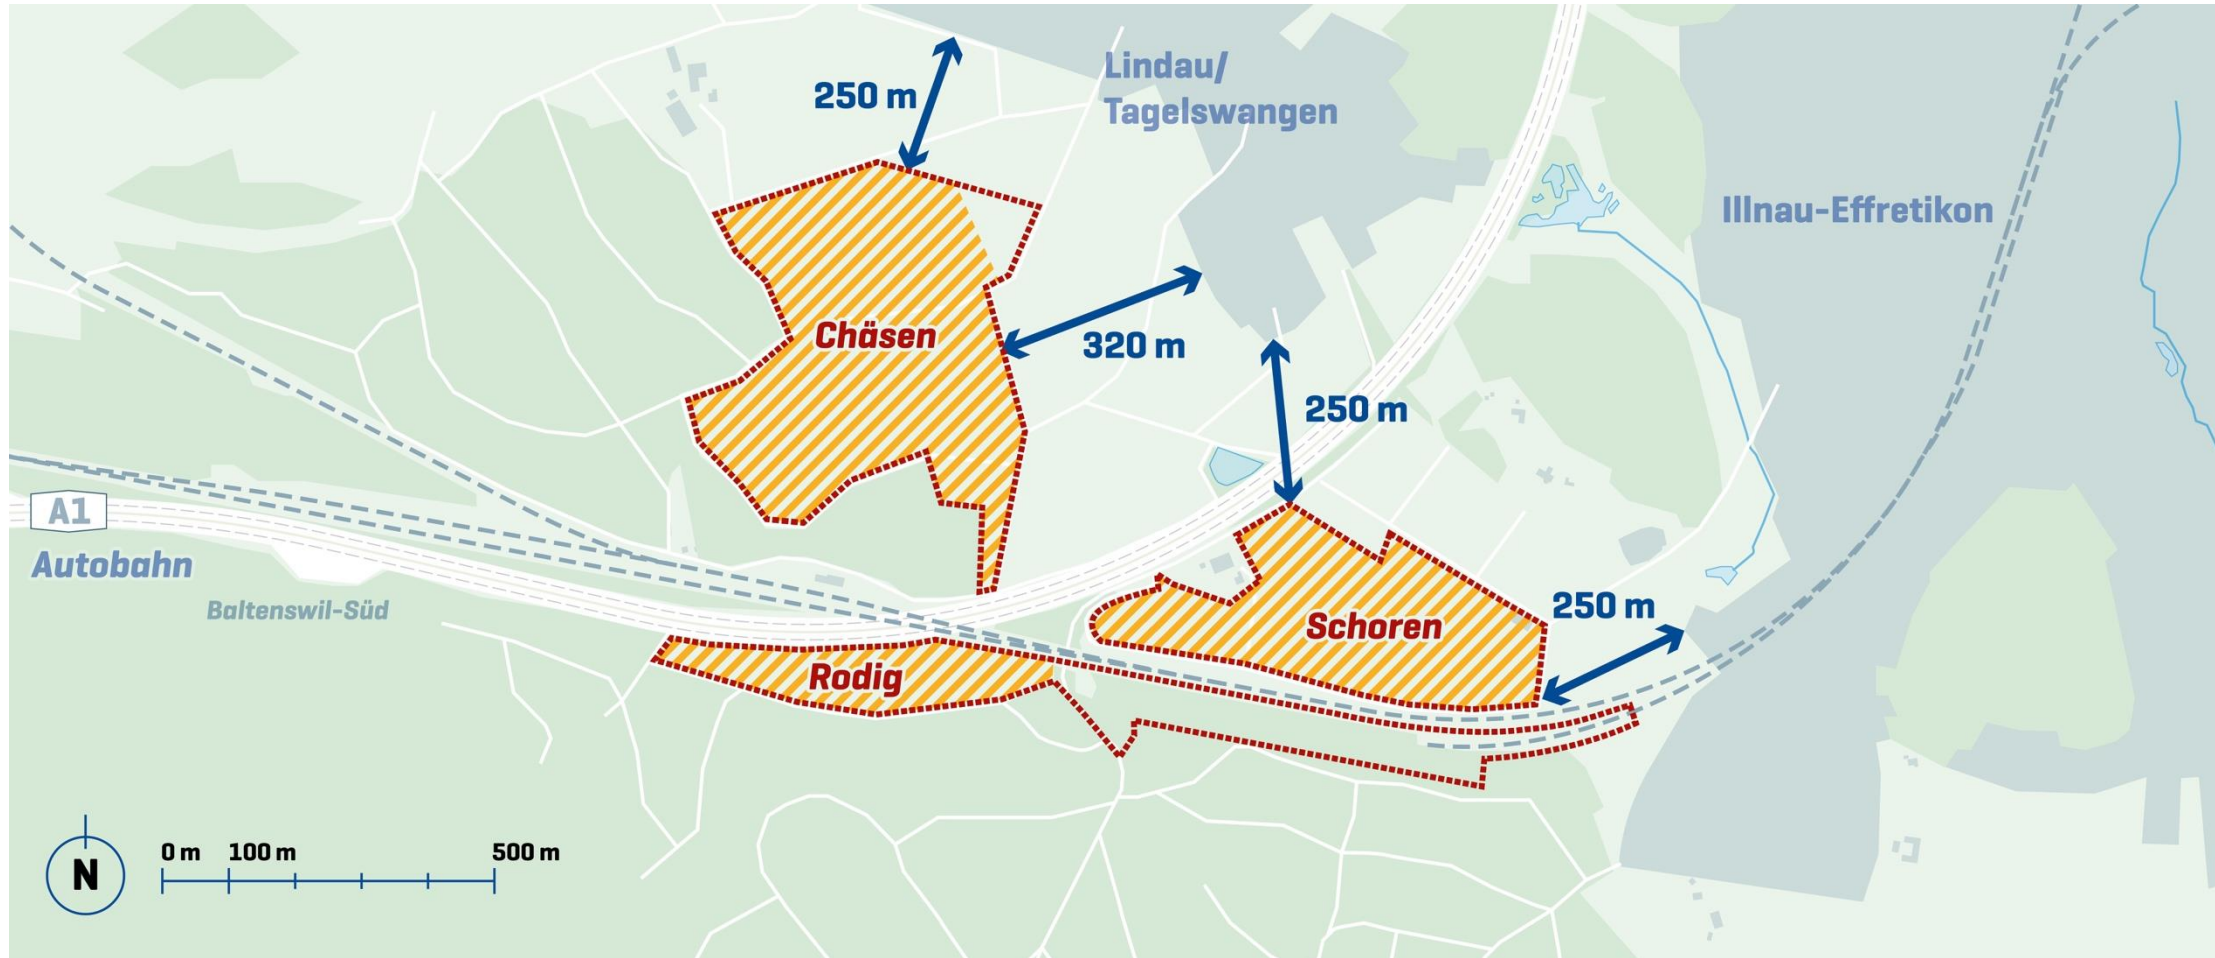 250 m
Lindau/
Tagelswangen
Illnau-Effretikon
Chäsen
320 m
250 m
A1
Autobahn
Baltenswil-Süd
250 m
Schoren
Rodig
N
0 m 100 m 500 m